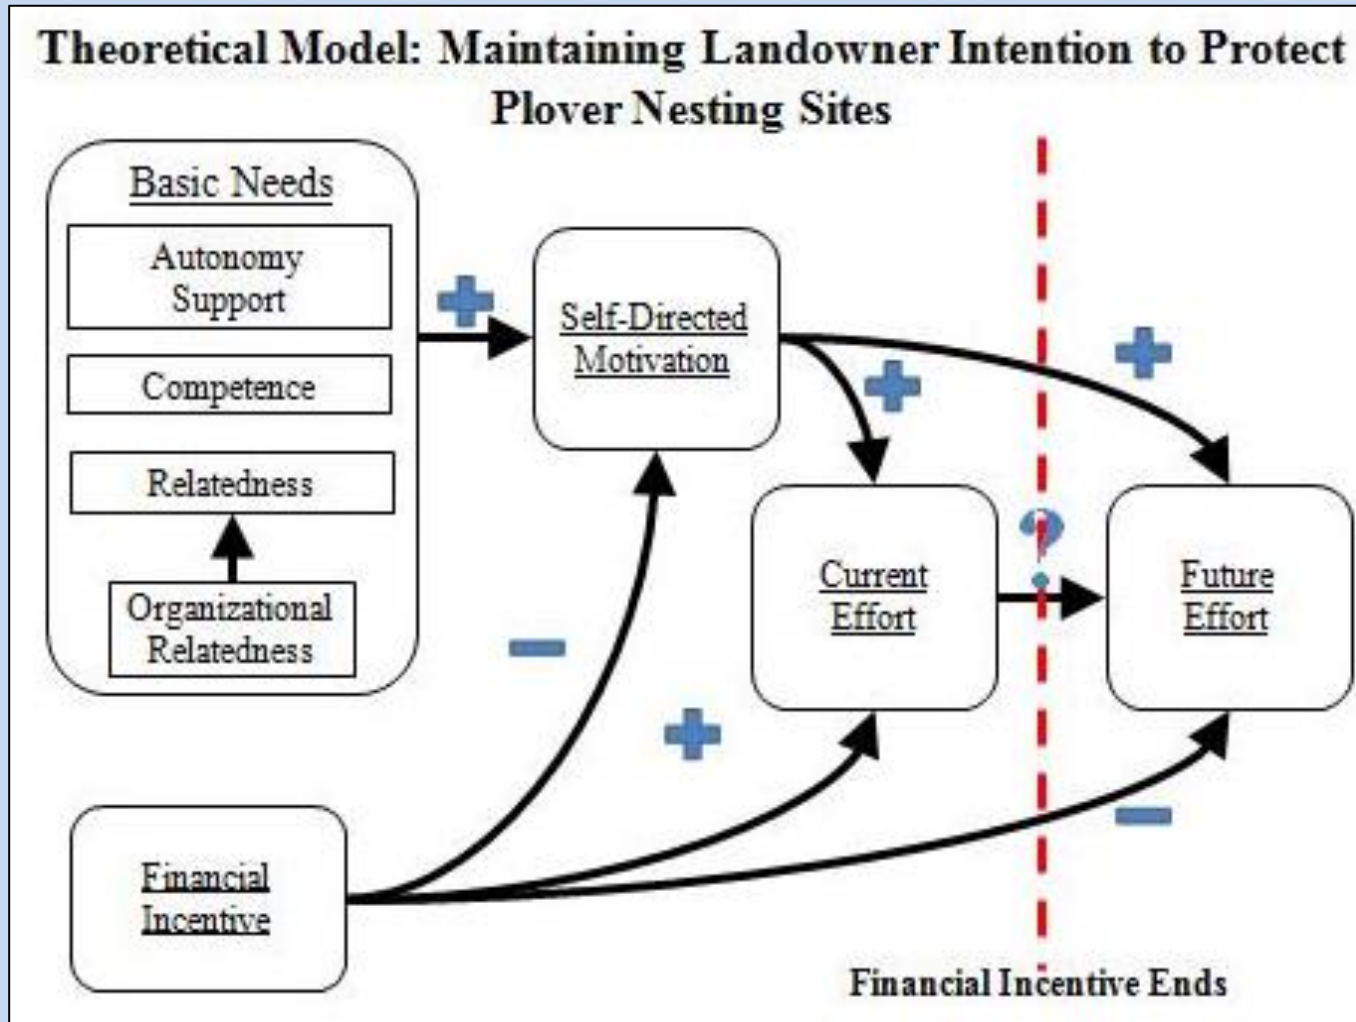 Theoretical Model: Maintaining Landowner Intention to Protect
Plover Nesting Sites
Basic Needs
Autonomy
Support
Competence
Relatedness
Organizational
Relatedness
+
Self-Directed
Motivation
+
+
?
Current
Effort
Future
Effort
−
+
−
Financial
Incentive
Financial Incentive Ends